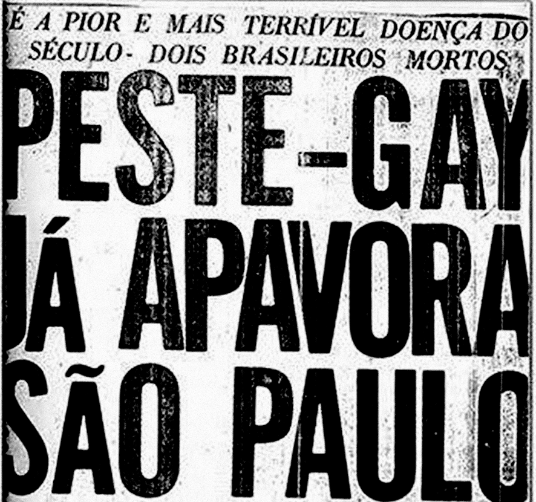 É A PIOR E MAIS TERRÍVEL DOENÇA DO
SÉCULO - DOIS BRASILEIROS MORTOS
PESTE-GAY
JÁ APAVORA
SÃO PAULO